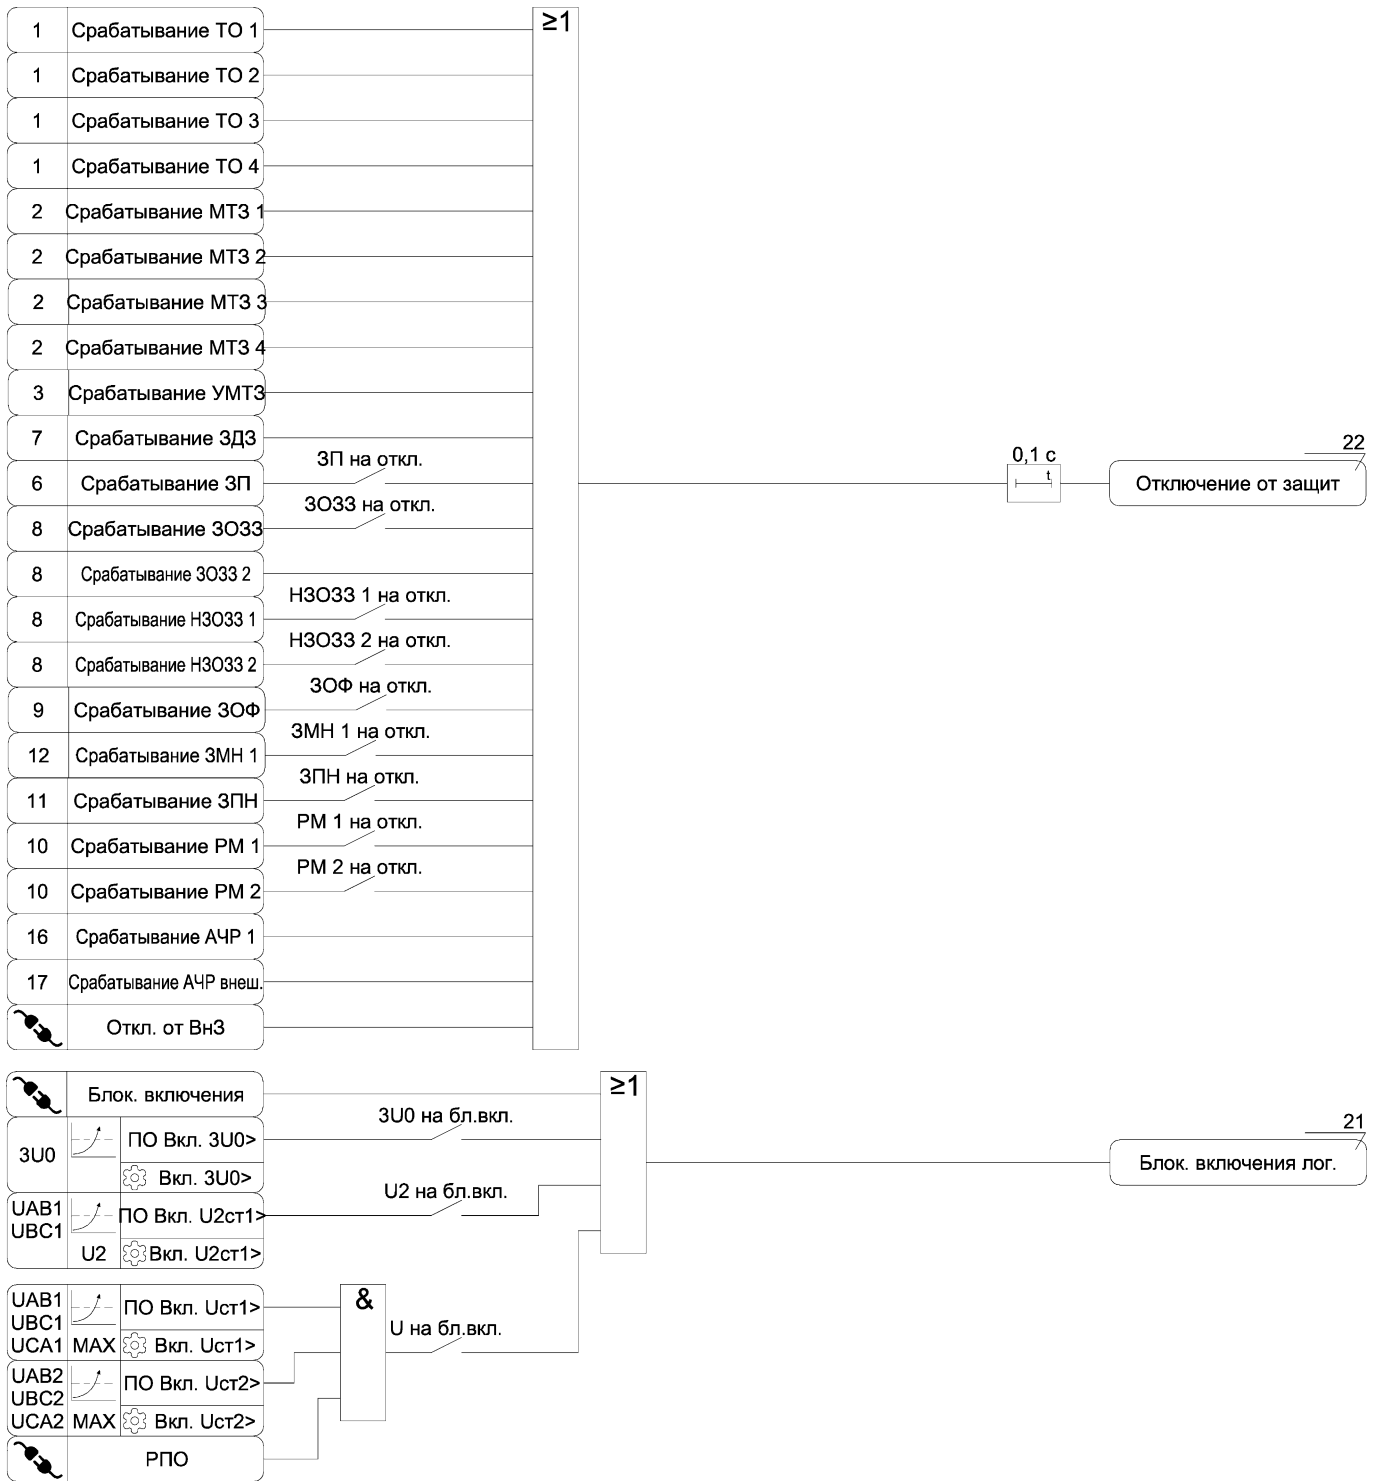 1 Срабатывание ТО 1
≥1
1 Срабатывание ТО 2
1 Срабатывание ТО 3
1 Срабатывание ТО 4
2 Срабатывание МТЗ 1
2 Срабатывание МТЗ 2
2 Срабатывание МТЗ 3
2 Срабатывание МТЗ 4
3 Срабатывание УМТЗ
7 Срабатывание ЗДЗ
ЗП на откл.
6 Срабатывание ЗП
0,1 с
t
22
Отключение от защит
ЗОЗЗ на откл.
8 Срабатывание ЗОЗЗ
8 Срабатывание ЗОЗЗ 2
НЗОЗЗ 1 на откл.
8 Срабатывание НЗОЗЗ 1
НЗОЗЗ 2 на откл.
8 Срабатывание НЗОЗЗ 2
ЗОФ на откл.
9 Срабатывание ЗОФ
ЗМН 1 на откл.
12 Срабатывание ЗМН 1
ЗПН на откл.
11 Срабатывание ЗПН
РМ 1 на откл.
10 Срабатывание РМ 1
РМ 2 на откл.
10 Срабатывание РМ 2
16 Срабатывание АЧР 1
17 Срабатывание АЧР внеш.
Откл. от ВнЗ
Блок. включения
≥1
3U0 на бл.вкл.
21
Блок. включения лог.
3U0
ПО Вкл. 3U0>
Вкл. 3U0>
U2 на бл.вкл.
UAB1
UBC1
ПО Вкл. U2ст1>
U2 Вкл. U2ст1>
UAB1
UBC1
UCA1
ПО Вкл. Uст1>
MAX Вкл. Uст1>
&
U на бл.вкл.
UAB2
UBC2
UCA2
ПО Вкл. Uст2>
MAX Вкл. Uст2>
РПО